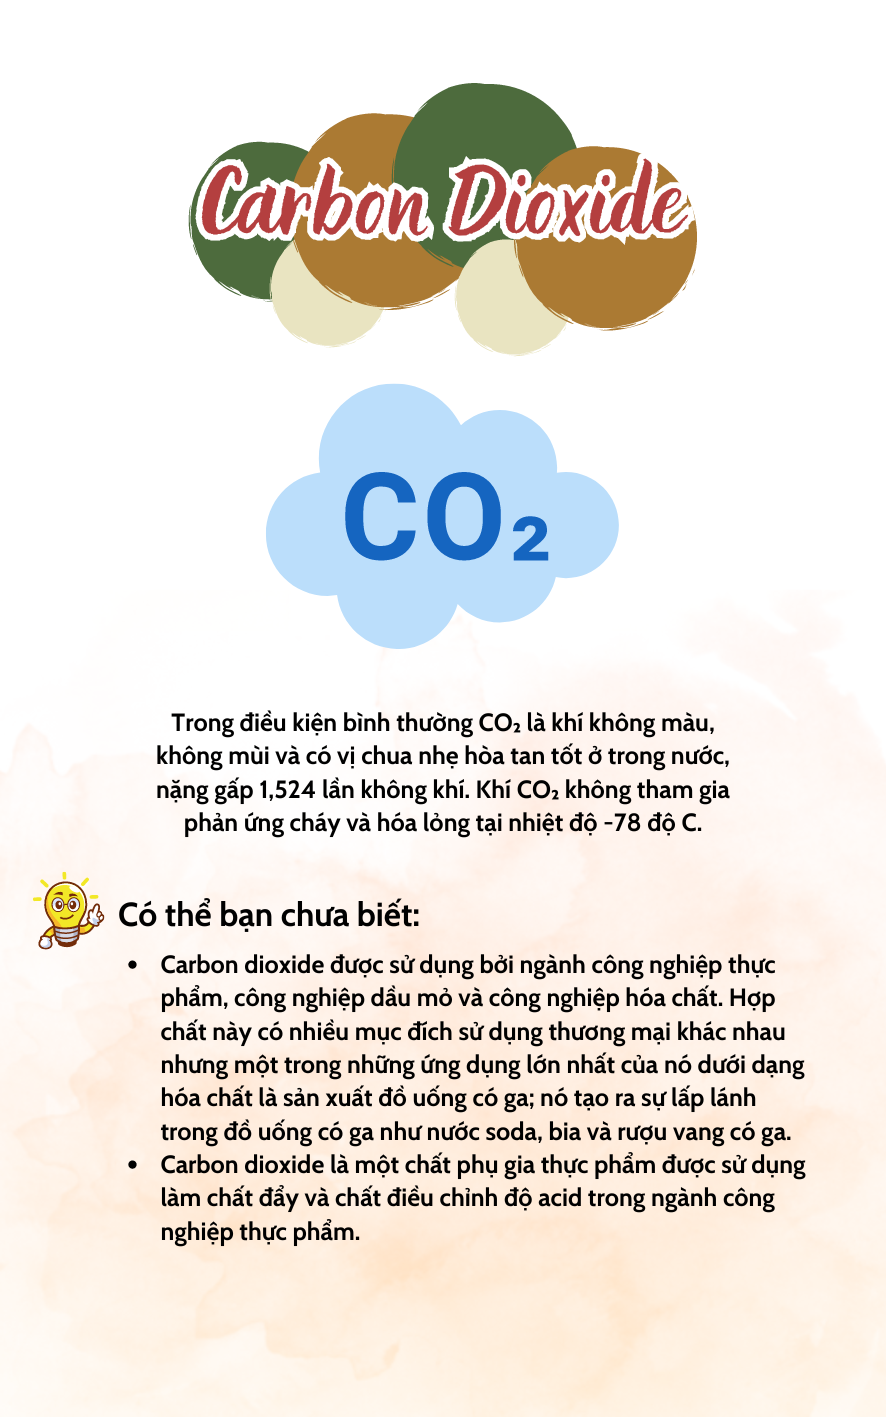 Carbon Dioxide
CO₂
Trong điều kiện bình thường CO₂ là khí không màu,
không mùi và có vị chua nhẹ hòa tan tốt ở trong nước,
nặng gấp 1,524 lần không khí. Khí CO₂ không tham gia
phản ứng cháy và hóa lỏng tại nhiệt độ -78 độ C.
Có thể bạn chưa biết:
• Carbon dioxide được sử dụng bởi ngành công nghiệp thực
phẩm, công nghiệp dầu mỏ và công nghiệp hóa chất. Hợp
chất này có nhiều mục đích sử dụng thương mại khác nhau
nhưng một trong những ứng dụng lớn nhất của nó dưới dạng
hóa chất là sản xuất đồ uống có ga; nó tạo ra sự lấp lánh
trong đồ uống có ga như nước soda, bia và rượu vang có ga.
• Carbon dioxide là một chất phụ gia thực phẩm được sử dụng
làm chất đẩy và chất điều chỉnh độ acid trong ngành công
nghiệp thực phẩm.